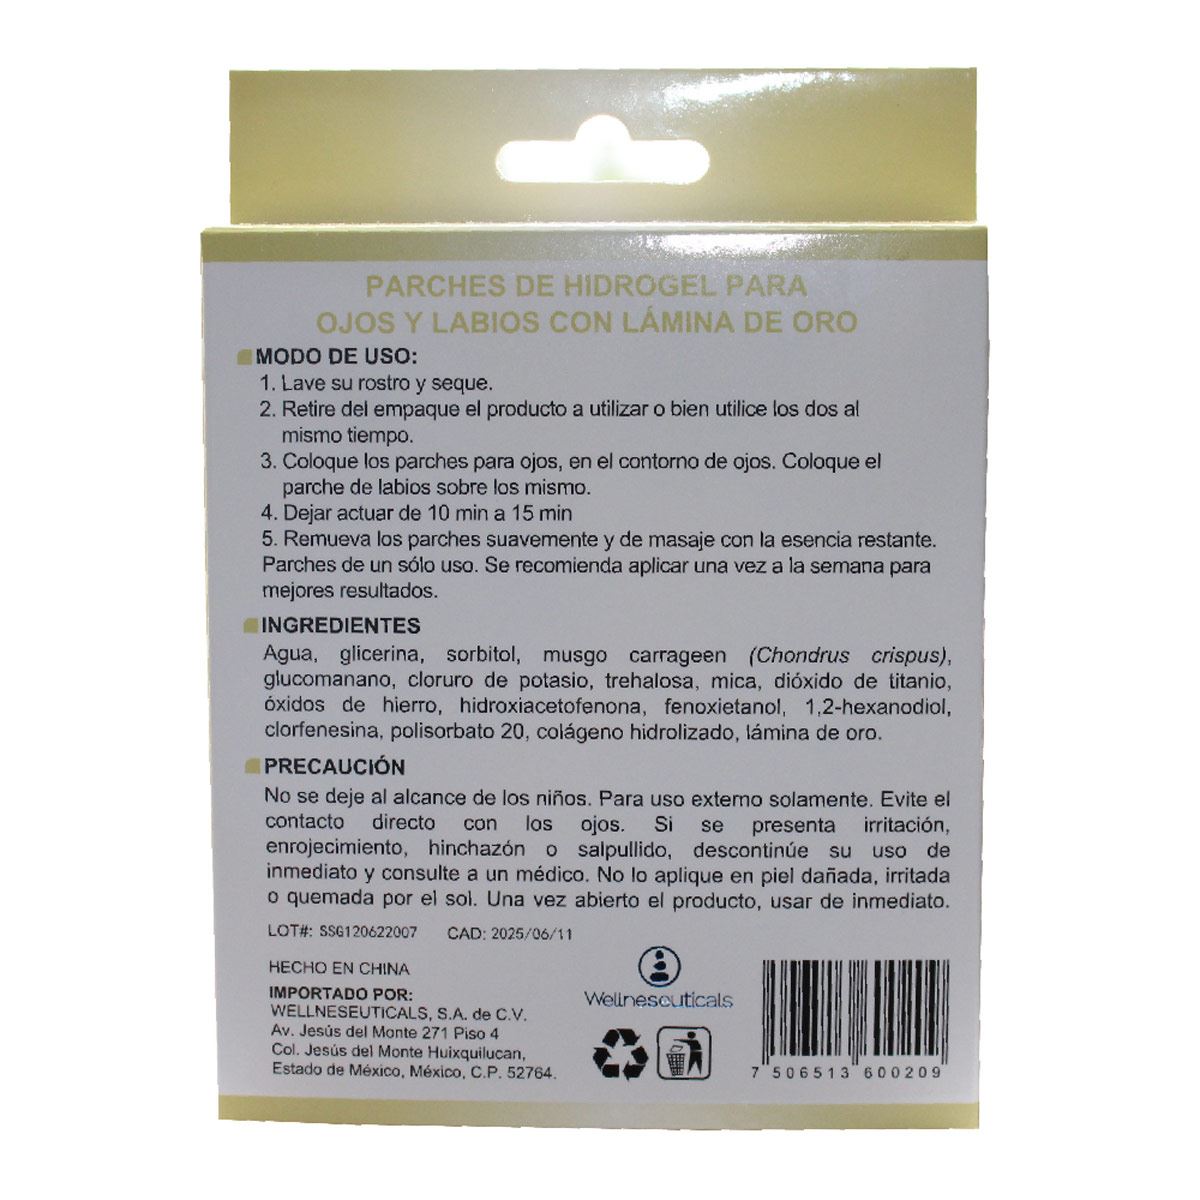 PARCHES DE HIDROGEL PARA
OJOS Y LABIOS CON LÁMINA DE ORO
MODO DE USO:
1. Lave su rostro y seque.
2. Retire del empaque el producto a utilizar o bien utilice los dos al
mismo tiempo.
3. Coloque los parches para ojos, en el contorno de ojos. Coloque el
parche de labios sobre los mismo.
4. Dejar actuar de 10 min a 15 min
5. Remueva los parches suavemente y de masaje con la esencia restante.
Parches de un sólo uso. Se recomienda aplicar una vez a la semana para
mejores resultados.
INGREDIENTES
Agua, glicerina, sorbitol, musgo carrageen (Chondrus crispus),
glucomanano, cloruro de potasio, trehalosa, mica, dióxido de titanio,
óxidos de hierro, hidroxiacetofenona, fenoxietanol, 1,2-hexanodiol,
clorfenesina, polisorbato 20, colágeno hidrolizado, lámina de oro.
PRECAUCIÓN
No se deje al alcance de los niños. Para uso externo solamente. Evite el
contacto directo con los ojos. Si se presenta irritación,
enrojecimiento, hinchazón o salpullido, descontinúe su uso de
inmediato y consulte a un médico. No lo aplique en piel dañada, irritada
o quemada por el sol. Una vez abierto el producto, usar de inmediato.
LOT#: SSG120622007 CAD: 2025/06/11
HECHO EN CHINA
IMPORTADO POR:
WELLNESEUTICALS, S.A. de C.V.
Av. Jesús del Monte 271 Piso 4
Col. Jesús del Monte Huixquilucan,
Estado de México, México, C.P. 52764.
Wellneseuticals
7 506513 600209